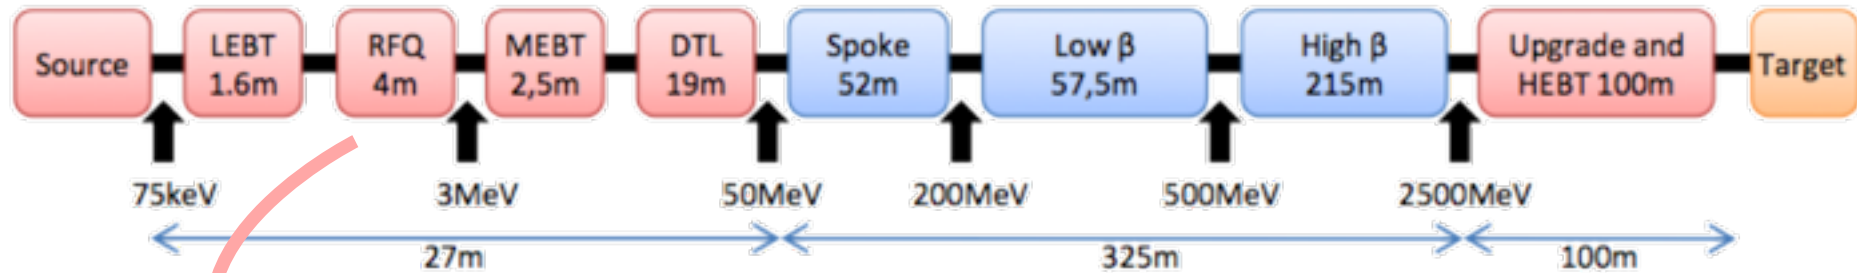 Source
LEBT
1.6m
RFQ
4m
MEBT
2,5m
DTL
19m
Spoke
52m
Low β
57,5m
High β
215m
Upgrade and
HEBT 100m
Target
75keV
3MeV
50MeV
200MeV
500MeV
2500MeV
27m
325m
100m